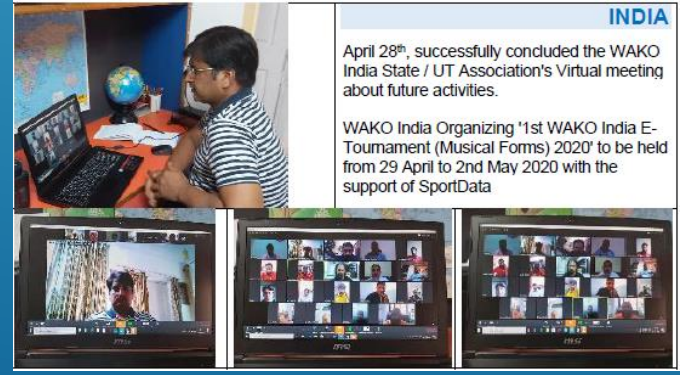 INDIA
April 28th, successfully concluded the WAKO
India State / UT Association's Virtual meeting
about future activities.
WAKO India Organizing '1st WAKO India E-
Tournament (Musical Forms) 2020' to be held
from 29 April to 2nd May 2020 with the
support of SportData